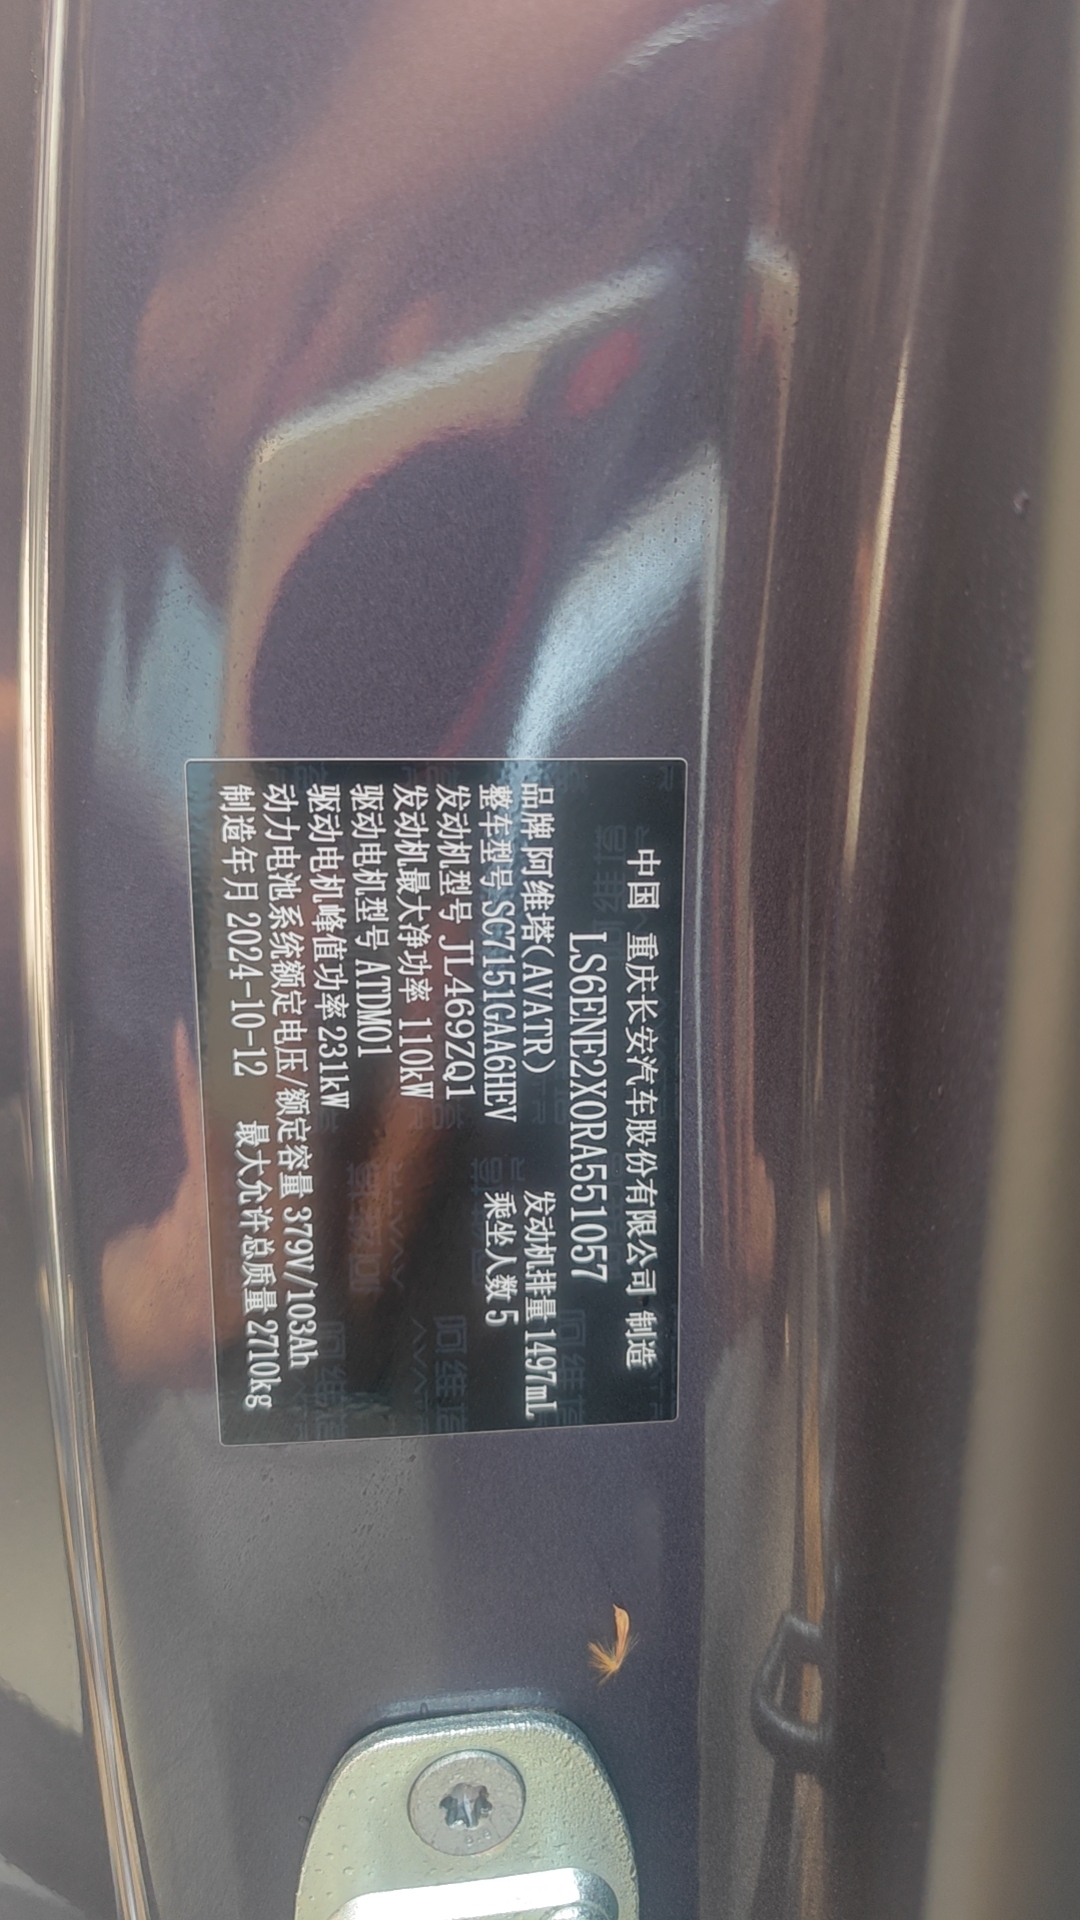 中国 重庆长安汽车股份有限公司 制造
LS6ENE2X0RA551057
品牌 阿维塔(AVATR) 发动机排量 1497mL
整车型号 SC7151GAA6HEV 乘坐人数 5
发动机型号 JL469ZQ1
发动机最大净功率 110kW
驱动电机型号 ATDM01
驱动电机峰值功率 231kW
动力电池系统额定电压/额定容量 379V/103Ah
制造年月 2024-10-12 最大允许总质量 2710kg